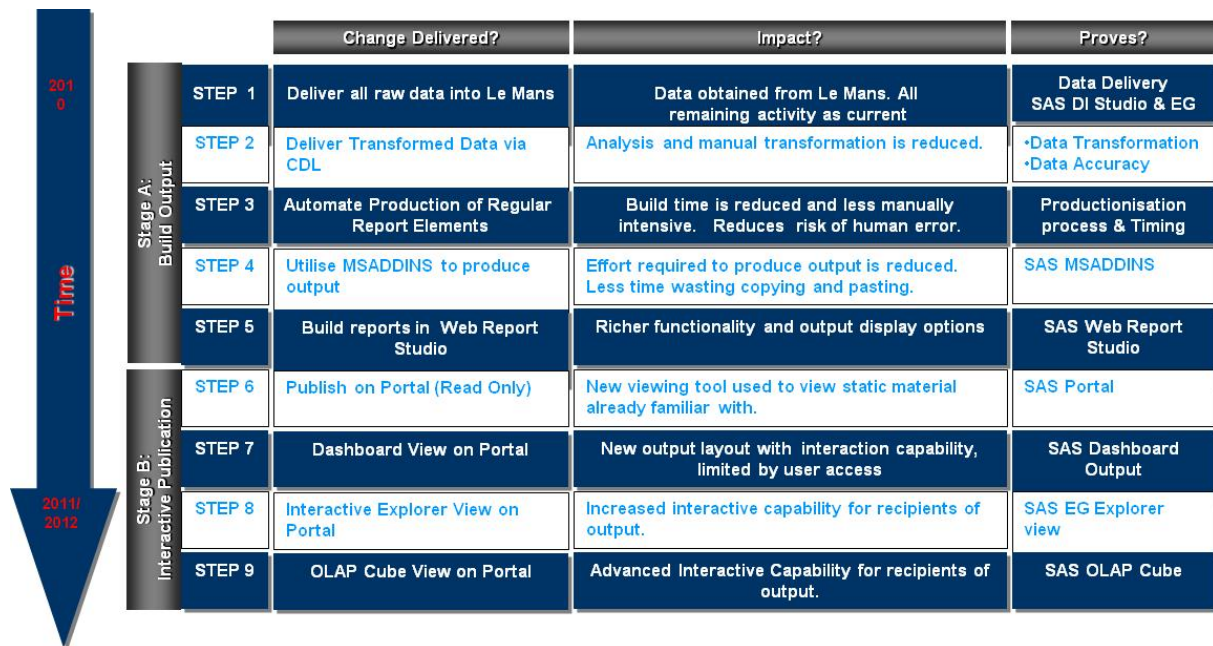 Change Delivered?
Impact?
Proves?
201
0
Time
2011/
2012
Stage A:
Build Output
STEP 1
Deliver all raw data into Le Mans
Data obtained from Le Mans. All
remaining activity as current
Data Delivery
SAS DI Studio & EG
STEP 2
Deliver Transformed Data via
CDL
Analysis and manual transformation is reduced.
•Data Transformation
•Data Accuracy
STEP 3
Automate Production of Regular
Report Elements
Build time is reduced and less manually
intensive. Reduces risk of human error.
Productionisation
process & Timing
STEP 4
Utilise MSADDINS to produce
output
Effort required to produce output is reduced.
Less time wasting copying and pasting.
SAS MSADDINS
STEP 5
Build reports in Web Report
Studio
Richer functionality and output display options
SAS Web Report
Studio
Stage B:
Interactive Publication
STEP 6
Publish on Portal (Read Only)
New viewing tool used to view static material
already familiar with.
SAS Portal
STEP 7
Dashboard View on Portal
New output layout with interaction capability,
limited by user access
SAS Dashboard
Output
STEP 8
Interactive Explorer View on
Portal
Increased interactive capability for recipients of
output.
SAS EG Explorer
view
STEP 9
OLAP Cube View on Portal
Advanced Interactive Capability for recipients of
output.
SAS OLAP Cube